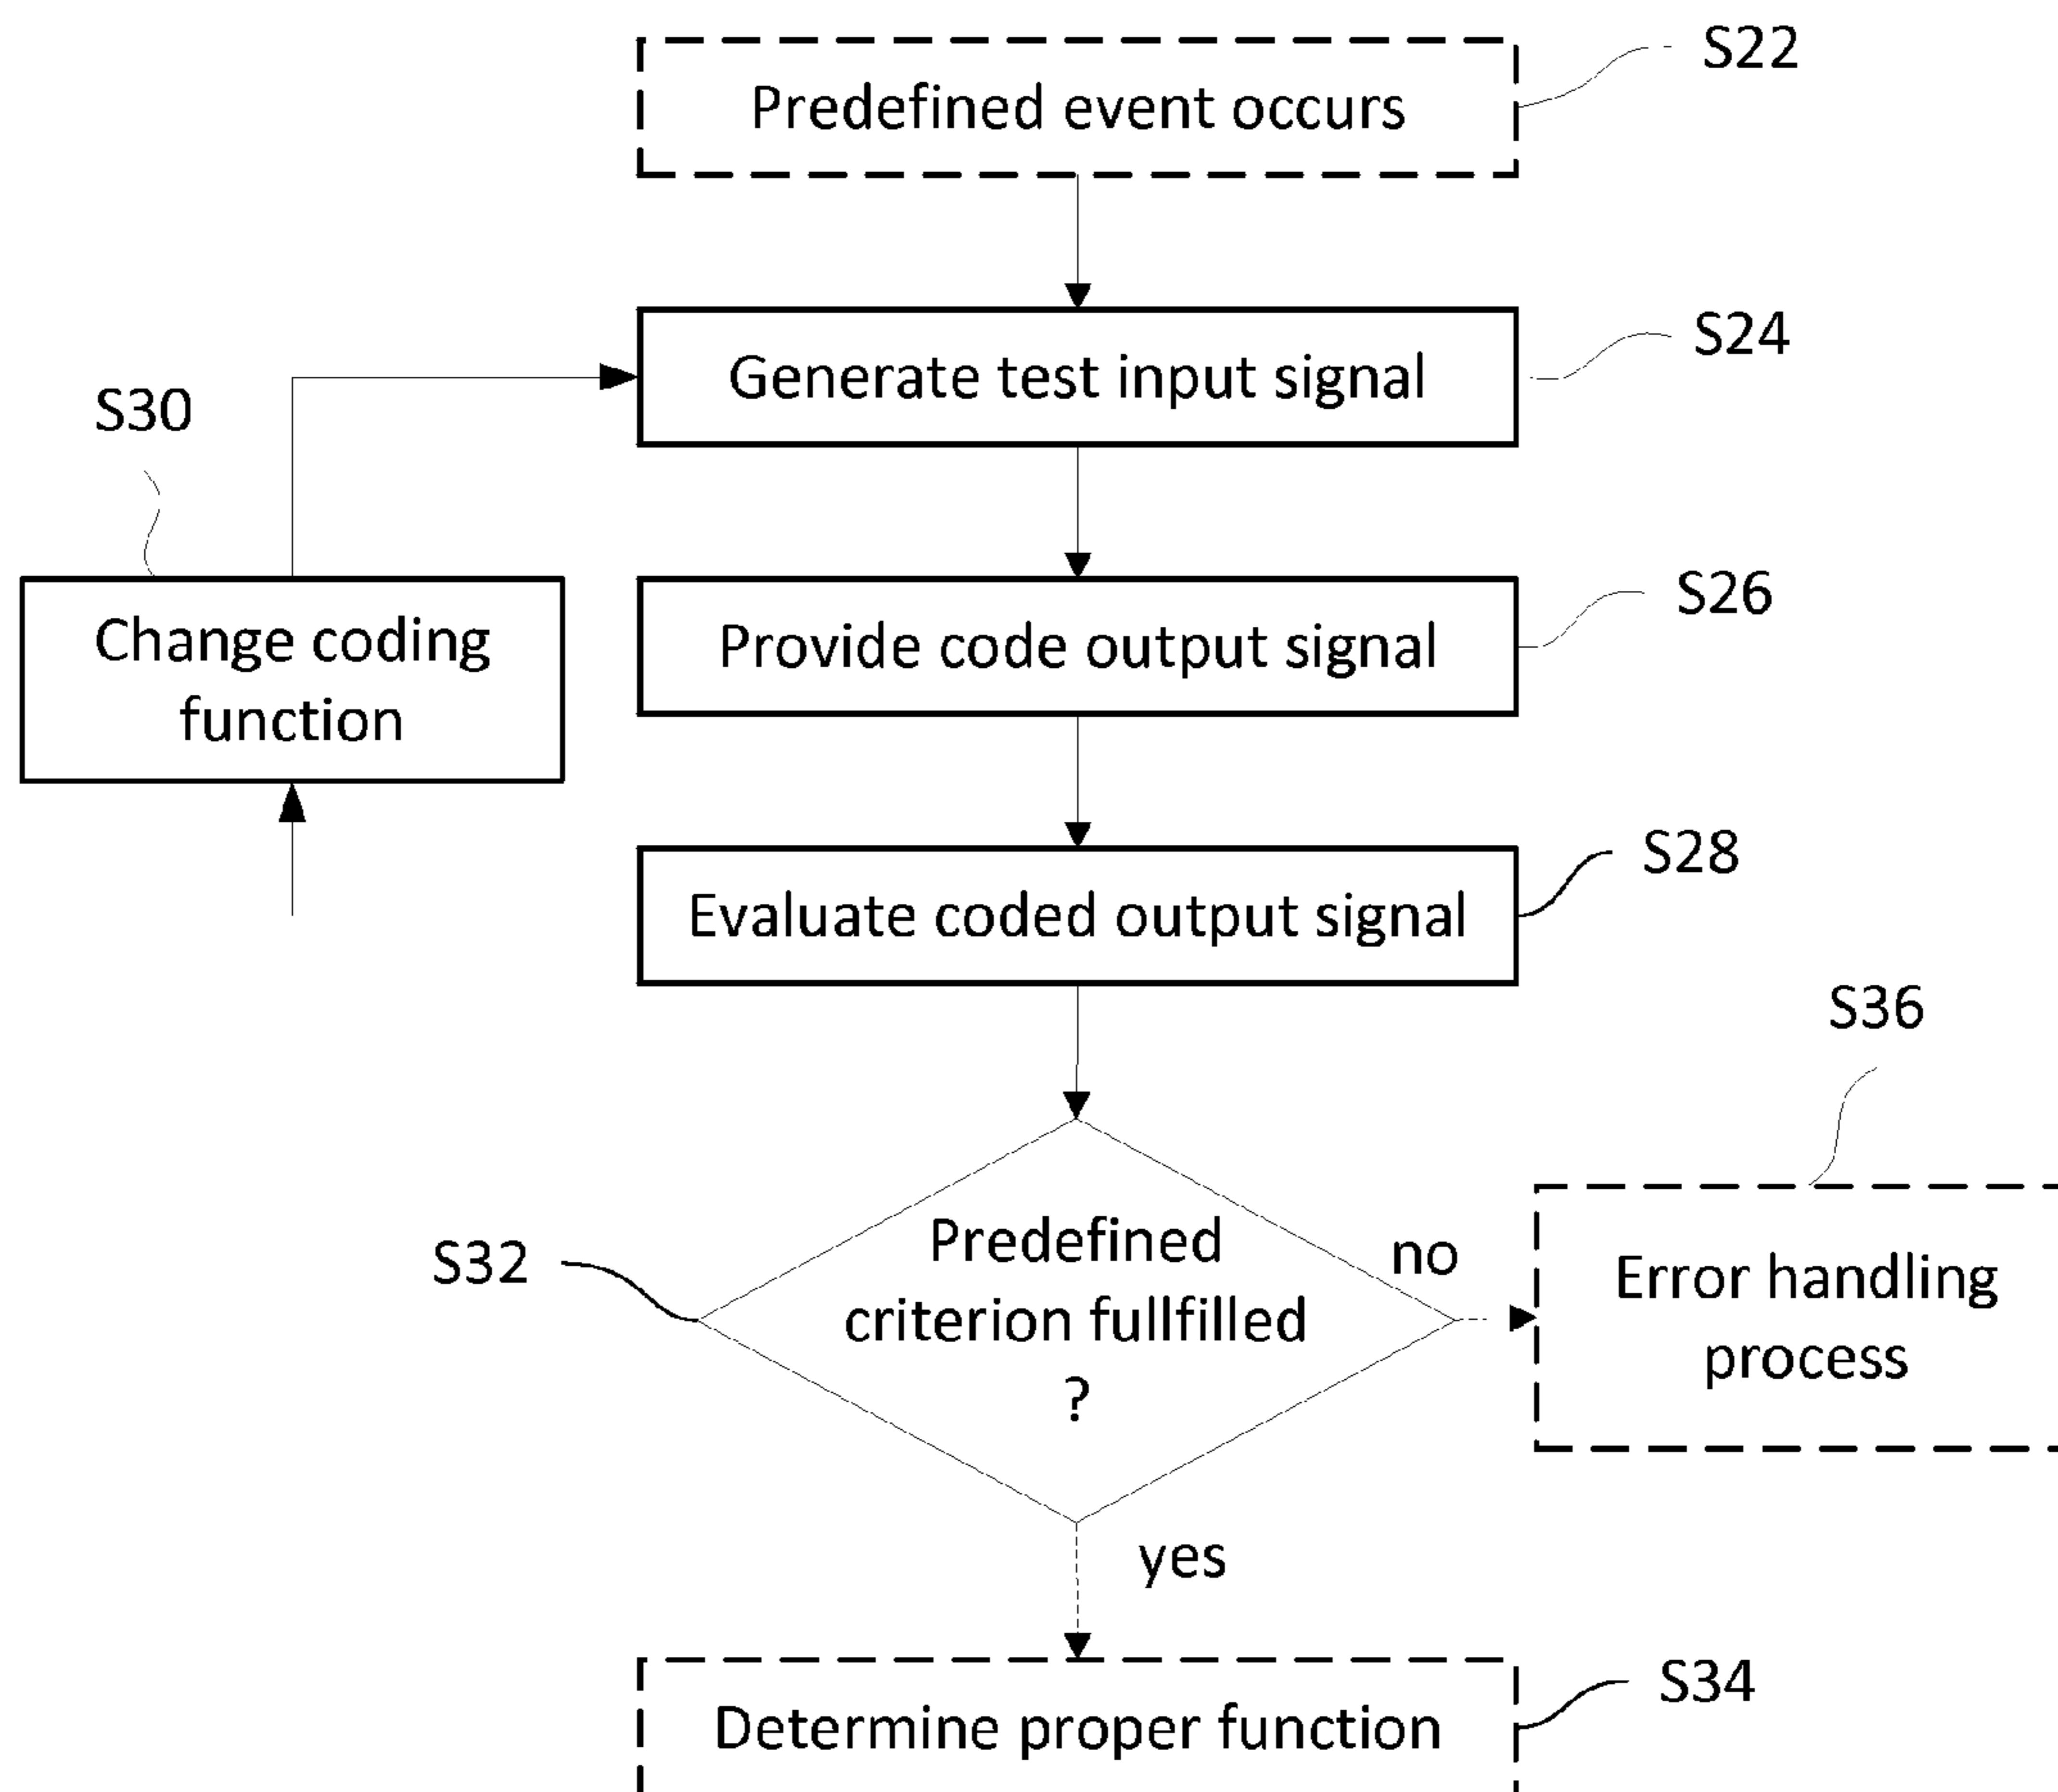 S22
Predefined event occurs
S24
Generate test input signal
S30
S26
Change coding
function
Provide code output signal
S28
Evaluate coded output signal
S36
S32
Predefined
criterion fullfilled
?
no
Error handling
process
yes
S34
Determine proper function